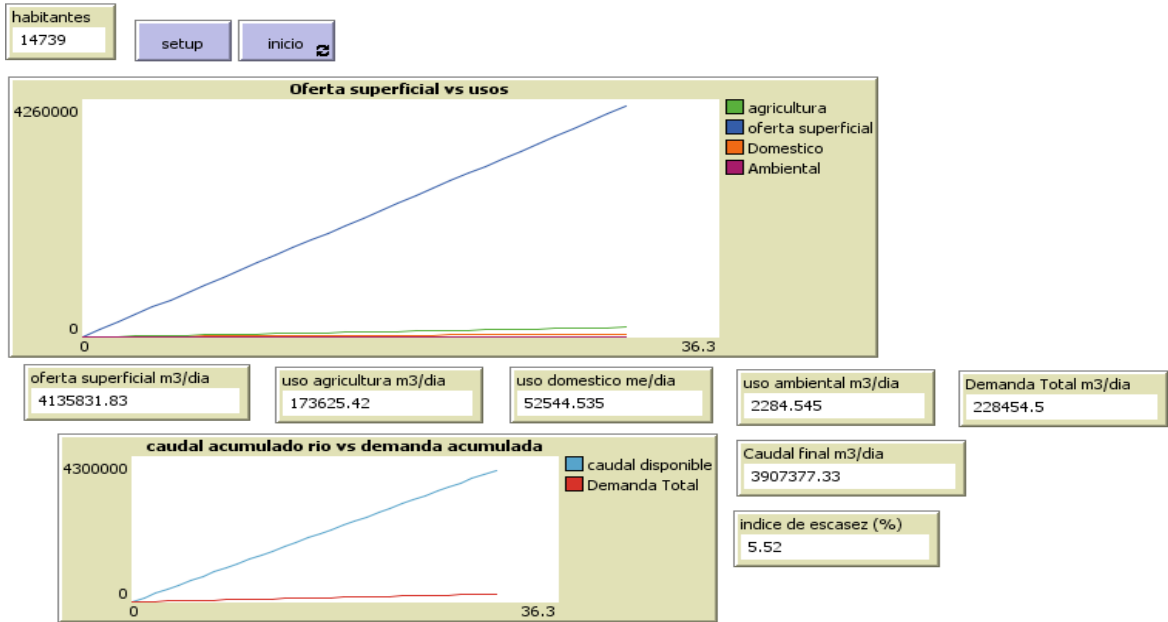 habitantes
14739
setup
inicio
Oferta superficial vs usos
4260000
0
0
36.3
agricultura
oferta superficial
Domestico
Ambiental
oferta superficial m3/dia
4135831.83
uso agricultura m3/dia
173625.42
uso domestico me/dia
52544.535
uso ambiental m3/dia
2284.545
Demanda Total m3/dia
228454.5
caudal acumulado rio vs demanda acumulada
4300000
0
0
36.3
caudal disponible
Demanda Total
Caudal final m3/dia
3907377.33
indice de escasez (%)
5.52